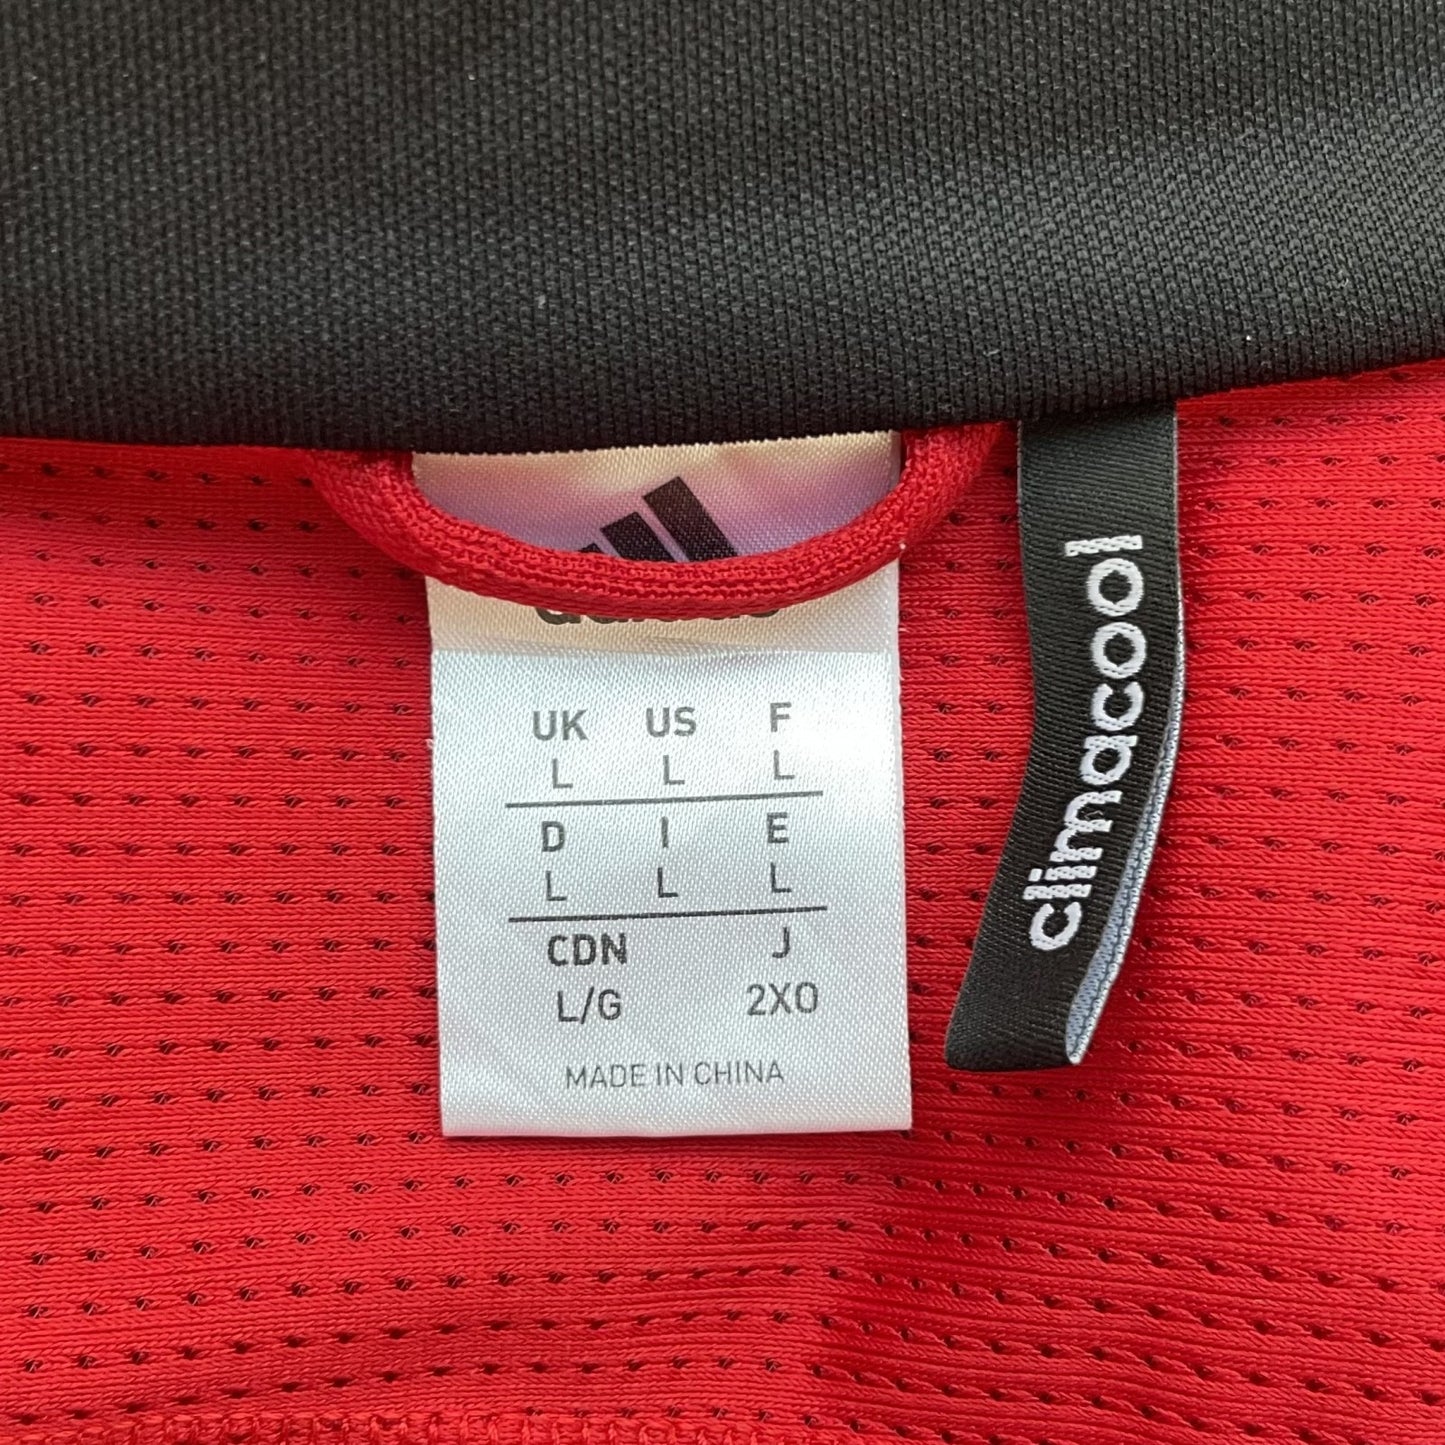 UK US F
L L L
D I E
L L L
CDN J
L/G 2XO
MADE IN CHINA
climacool